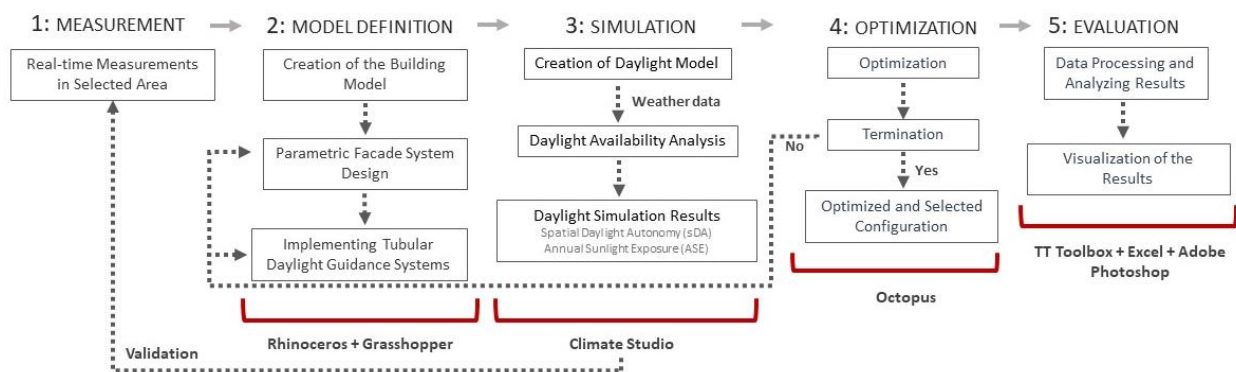 1: MEASUREMENT
2: MODEL DEFINITION
3: SIMULATION
4: OPTIMIZATION
5: EVALUATION
Real-time Measurements
in Selected Area
Creation of the Building
Model
Parametric Facade System
Design
Implementing Tubular
Daylight Guidance Systems
Rhinoceros + Grasshopper
Creation of Daylight Model
Weather data
Daylight Availability Analysis
Daylight Simulation Results
Spatial Daylight Autonomy (sDA)
Annual Sunlight Exposure (ASE)
Climate Studio
Optimization
Termination
No
Yes
Optimized and Selected
Configuration
Octopus
Data Processing and
Analyzing Results
Visualization of the
Results
TT Toolbox + Excel + Adobe
Photoshop
Validation